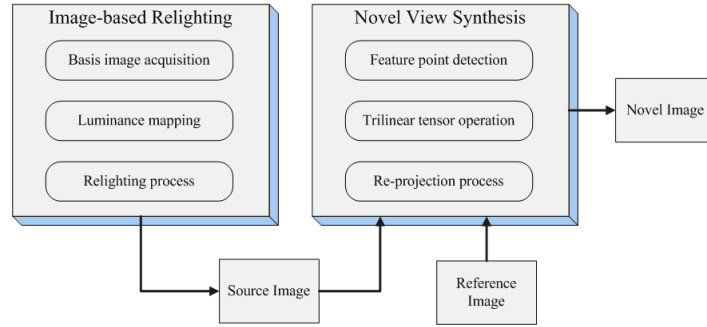 Image-based Relighting
Basis image acquisition
Luminance mapping
Relighting process
Novel View Synthesis
Feature point detection
Trilinear tensor operation
Re-projection process
Novel Image
Source Image
Reference
Image